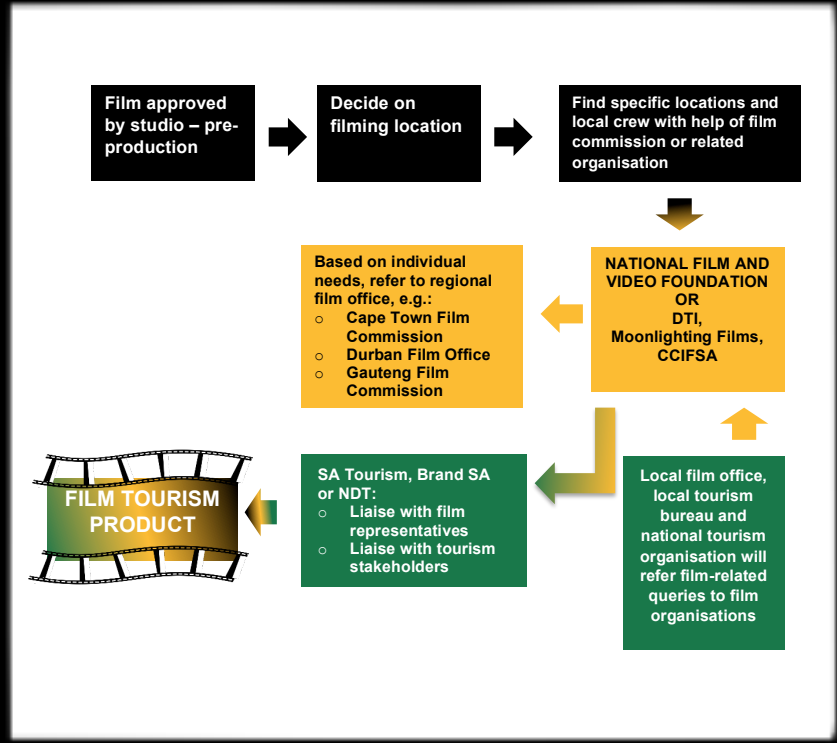 Film approved
by studio – pre-
production
Decide on
filming location
Find specific locations and
local crew with help of film
commission or related
organisation
Based on individual
needs, refer to regional
film office, e.g.:
o Cape Town Film
Commission
o Durban Film Office
o Gauteng Film
Commission
NATIONAL FILM AND
VIDEO FOUNDATION
OR
DTI,
Moonlighting Films,
CCIFSA
FILM TOURISM
PRODUCT
SA Tourism, Brand SA
or NDT:
o Liaise with film
representatives
o Liaise with tourism
stakeholders
Local film office,
local tourism
bureau and
national tourism
organisation will
refer film-related
queries to film
organisations